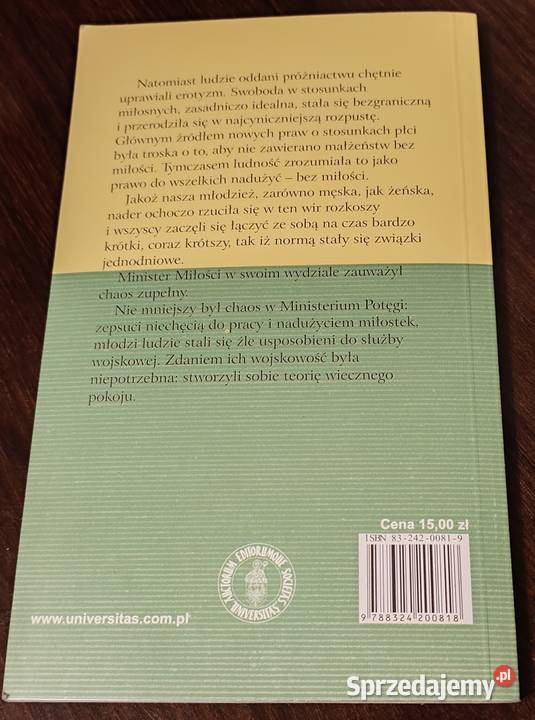 Natomiast ludzie oddani próżniactwu chętnie
uprawiali erotyzm. Swoboda w stosunkach
miłosnych, zasadniczo idealna, stała się bezgraniczną
i przerodziła się w najcyniczniejszą rozpustę.
Głównym źródłem nowych praw o stosunkach płci
była troska o to, aby nie zawierano małżeństw bez
miłości. Tymczasem ludność zrozumiała to jako
prawo do wszelkich nadużyć – bez miłości.
Jakoż nasza młodzież, zarówno męska, jak żeńska,
nader ochoczo rzuciła się w ten wir rozkoszy
i wszyscy zaczęli się łączyć ze sobą na czas bardzo
krótki, coraz krótszy, tak iż normą stały się związki
jednodniowe.
Minister Miłości w swoim wydziale zauważył
chaos zupełny.
Nie mniejszy był chaos w Ministerium Potęgi:
zepsuci niechęcią do pracy i nadużyciem miłostek,
młodzi ludzie stali się źle usposobieni do służby
wojskowej. Zdaniem ich wojskowość była
niepotrzebna: stworzyli sobie teorię wiecznego
pokoju.
Cena 15,00 zł
ISBN 83-242-0081-9
9 788324 200818
AUCTORUM EDITORUMQUE SOCIETAS
UNIVERSITAS
www.universitas.com.pl
Sprzedajemy.pl